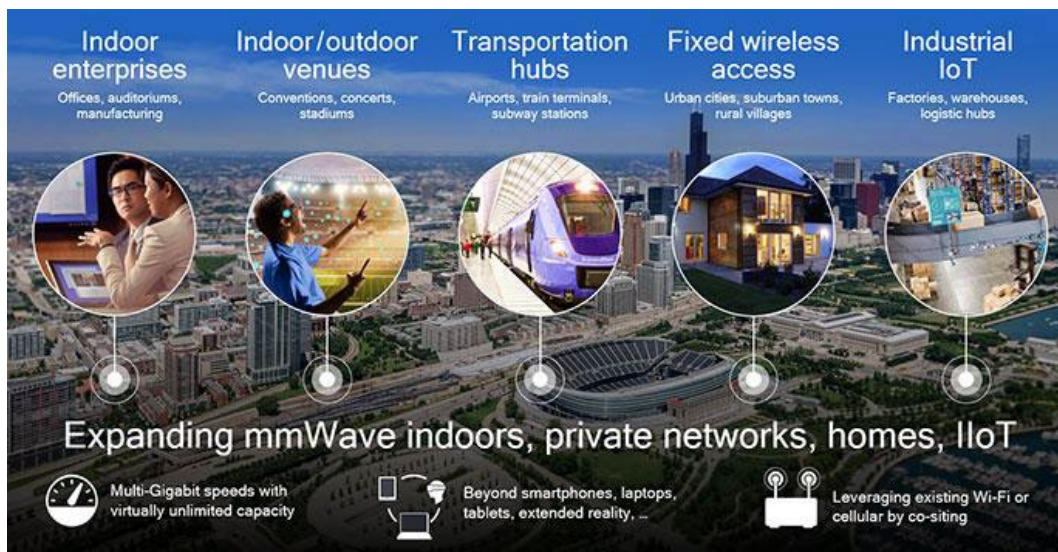 Indoor
enterprises
Offices, auditoriums,
manufacturing
Indoor/outdoor
venues
Conventions, concerts,
stadiums
Transportation
hubs
Airports, train terminals,
subway stations
Fixed wireless
access
Urban cities, suburban towns,
rural villages
Industrial
IoT
Factories, warehouses,
logistic hubs
Expanding mmWave indoors, private networks, homes, IIoT
Multi-Gigabit speeds with
virtually unlimited capacity
Beyond smartphones, laptops,
tablets, extended reality, ...
Leveraging existing Wi-Fi or
cellular by co-siting